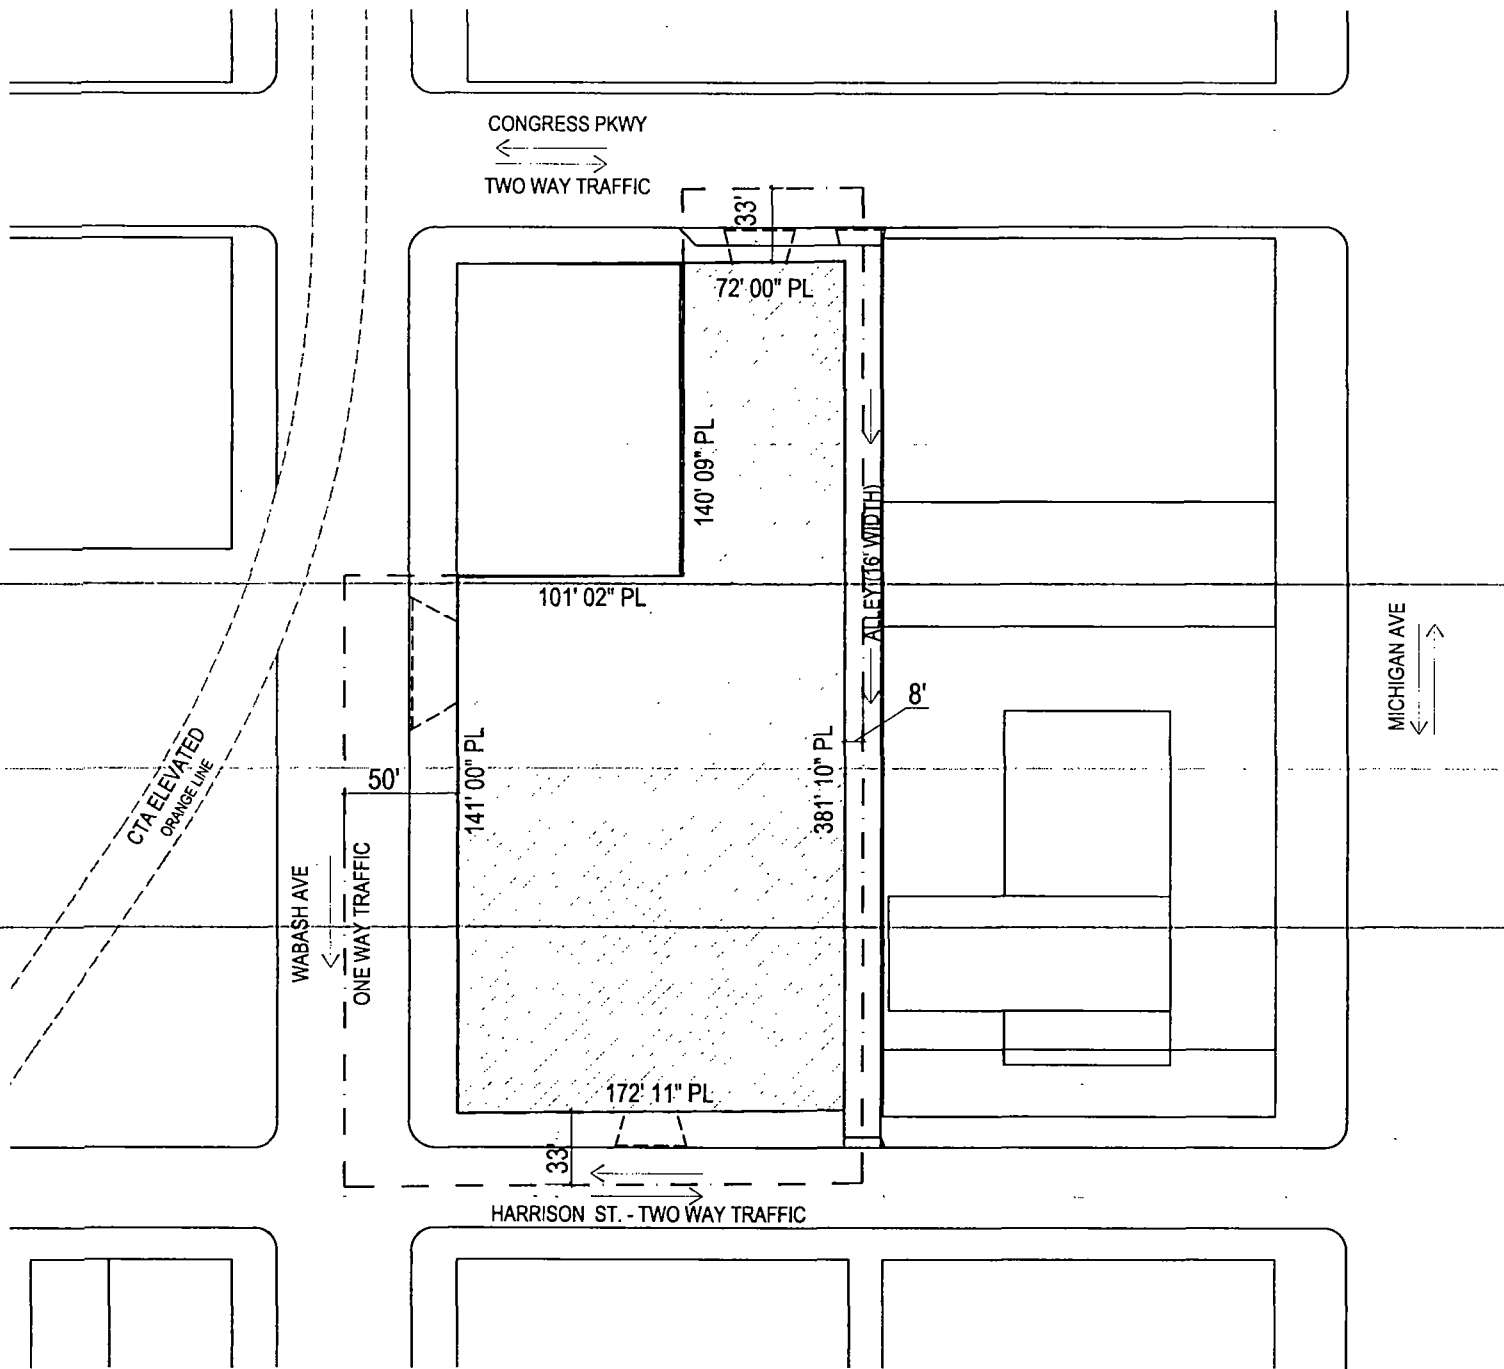 CONGRESS PKWY
TWO WAY TRAFFIC
33'
72' 00" PL
140' 09" PL
ALLEY (16' WIDTH)
101' 02" PL
MICHIGAN AVE
8'
CTA ELEVATED
ORANGE LINE
50'
141' 00" PL
381' 10" PL
WABASH AVE
ONE WAY TRAFFIC
172' 11" PL
33'
HARRISON ST. - TWO WAY TRAFFIC